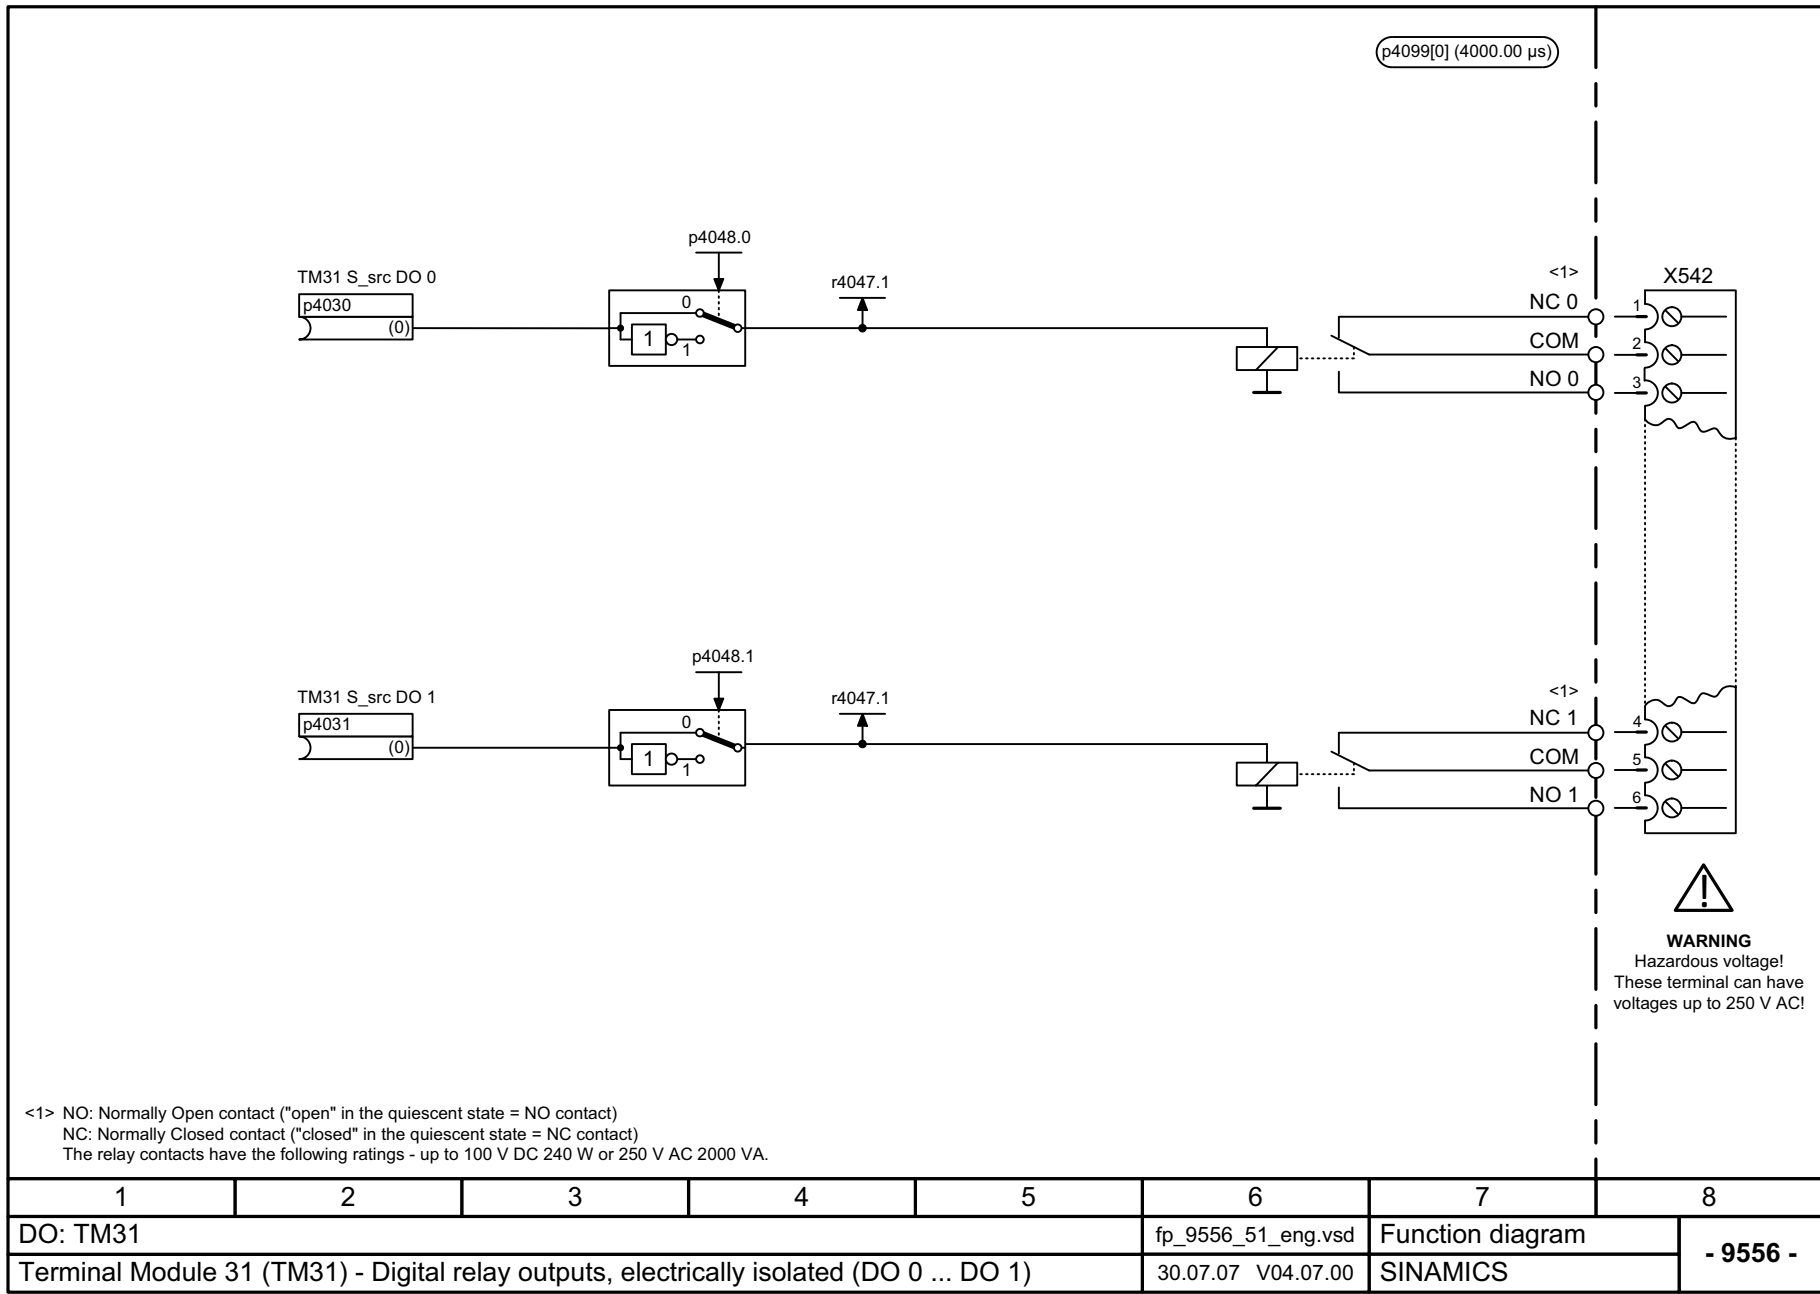 p4099[0] (4000.00 µs)
p4048.0
TM31 S_src DO 0
p4030
(0)
0
1
1
r4047.1
<1>
NC 0
COM
NO 0
X542
1
2
3
p4048.1
TM31 S_src DO 1
p4031
(0)
0
1
1
r4047.1
<1>
NC 1
COM
NO 1
4
5
6
WARNING
Hazardous voltage!
These terminal can have
voltages up to 250 V AC!
<1> NO: Normally Open contact ("open" in the quiescent state = NO contact)
NC: Normally Closed contact ("closed" in the quiescent state = NC contact)
The relay contacts have the following ratings - up to 100 V DC 240 W or 250 V AC 2000 VA.
1 2 3 4 5 6 7 8
DO: TM31
fp_9556_51_eng.vsd
Function diagram
- 9556 -
Terminal Module 31 (TM31) - Digital relay outputs, electrically isolated (DO 0 ... DO 1)
30.07.07 V04.07.00
SINAMICS